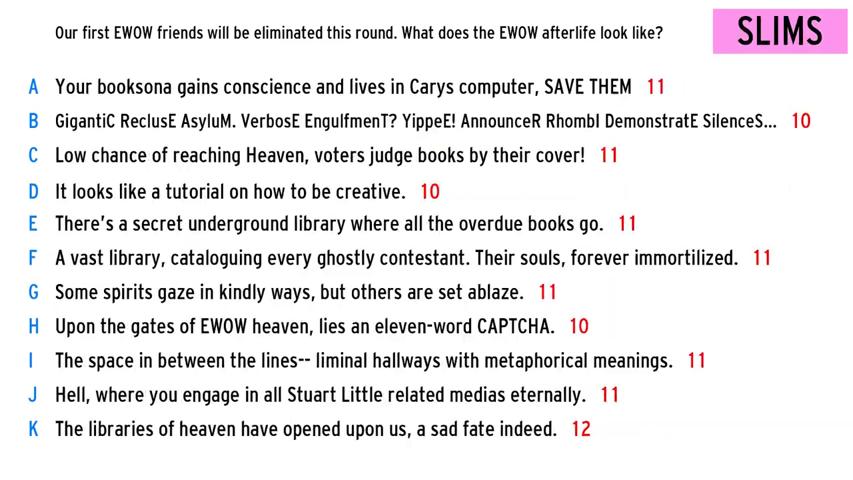 Our first EWOW friends will be eliminated this round. What does the EWOW afterlife look like?
SLIMS
A Your booksona gains conscience and lives in Carys computer, SAVE THEM 11
B GigantiC ReclusE AsyluM. VerbosE EngulfmenT? YippeE! AnnounceR RhombI DemonstratE SilenceS... 10
C Low chance of reaching Heaven, voters judge books by their cover! 11
D It looks like a tutorial on how to be creative. 10
E There's a secret underground library where all the overdue books go. 11
F A vast library, cataloguing every ghostly contestant. Their souls, forever immortilized. 11
G Some spirits gaze in kindly ways, but others are set ablaze. 11
H Upon the gates of EWOW heaven, lies an eleven-word CAPTCHA. 10
I The space in between the lines-- liminal hallways with metaphorical meanings. 11
J Hell, where you engage in all Stuart Little related medias eternally. 11
K The libraries of heaven have opened upon us, a sad fate indeed. 12